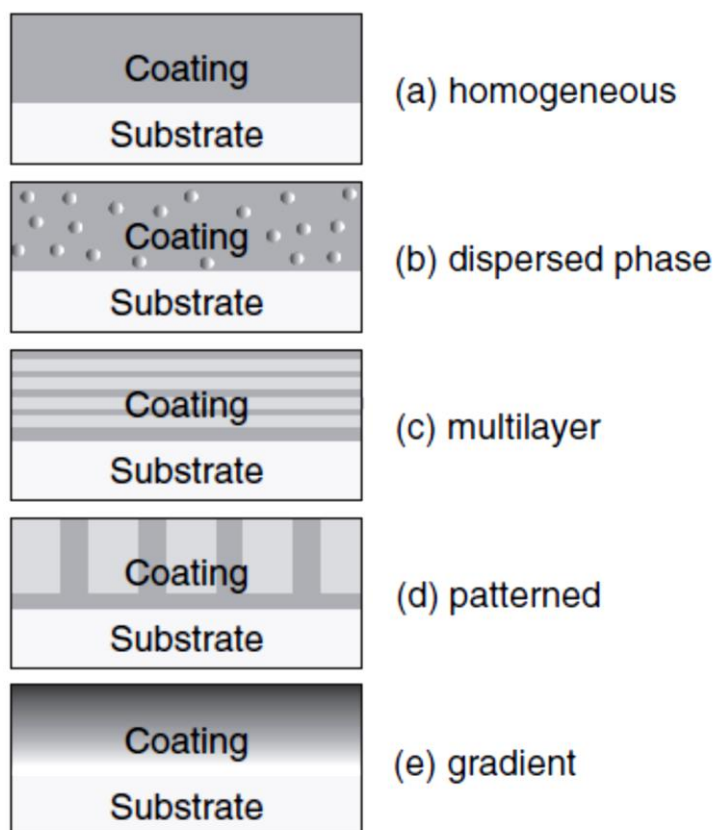 Coating
Substrate
(a) homogeneous
Coating
Substrate
(b) dispersed phase
Coating
Substrate
(c) multilayer
Coating
Substrate
(d) patterned
Coating
Substrate
(e) gradient